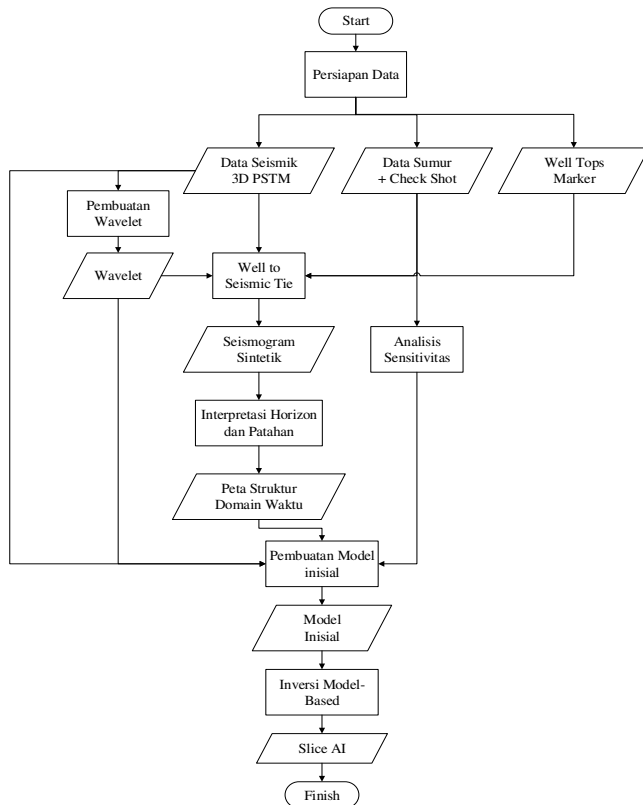 Start
Persiapan Data
Data Seismik
3D PSTM
Data Sumur
+ Check Shot
Well Tops
Marker
Pembuatan
Wavelet
Wavelet
Well to
Seismic Tie
Seismogram
Sintetik
Analisis
Sensitivitas
Interpretasi Horizon
dan Patahan
Peta Struktur
Domain Waktu
Pembuatan Model
inisial
Model
Inisial
Inversi Model-
Based
Slice AI
Finish